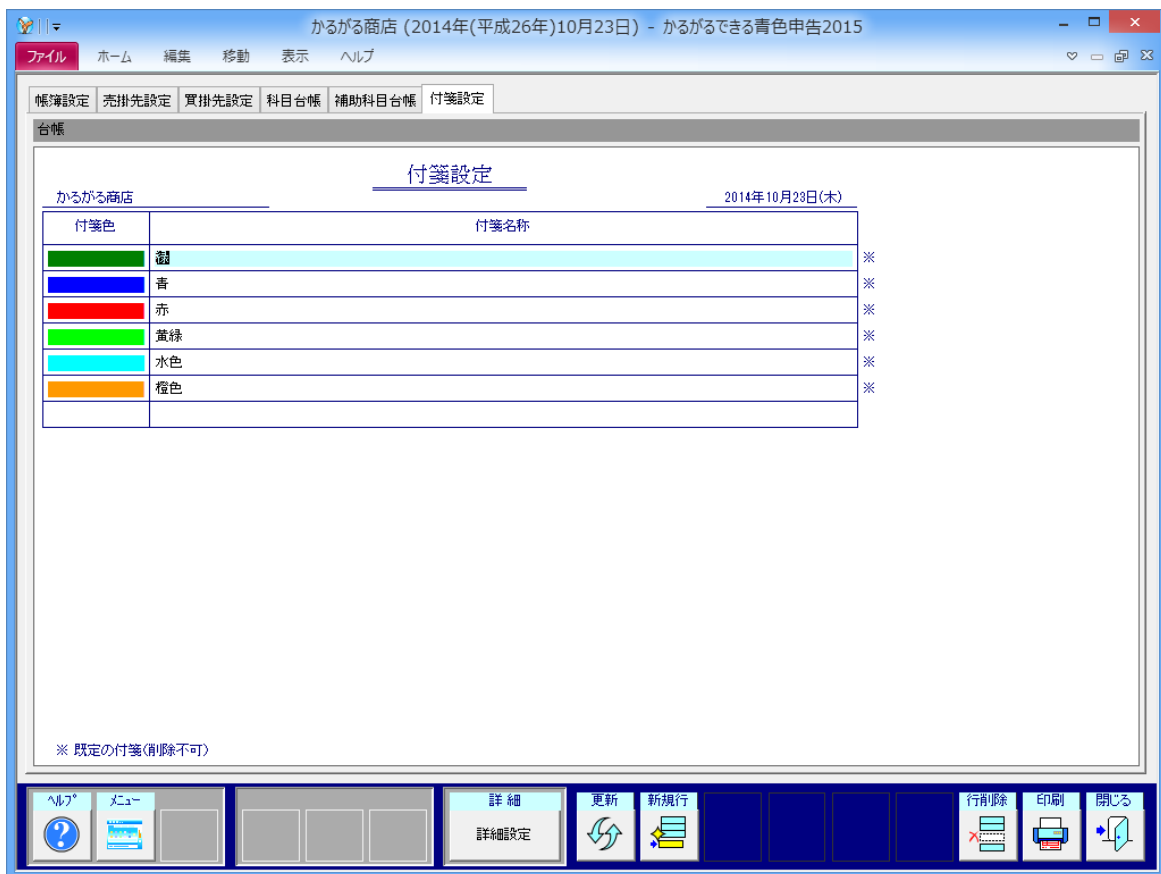 かるがる商店 (2014年(平成26年)10月23日) - かるがるできる青色申告2015
ファイル ホーム 編集 移動 表示 ヘルプ
帳簿設定 売掛先設定 買掛先設定 科目台帳 補助科目台帳 付箋設定
台帳
付箋設定
かるがる商店 2014年10月23日(木)
付箋色 付箋名称
緑 ※
青 ※
赤 ※
黄緑 ※
水色 ※
橙色 ※
※ 既定の付箋(削除不可)
ヘルプ メニュー 詳 細 更新 新規行 行削除 印刷 閉じる
詳細設定